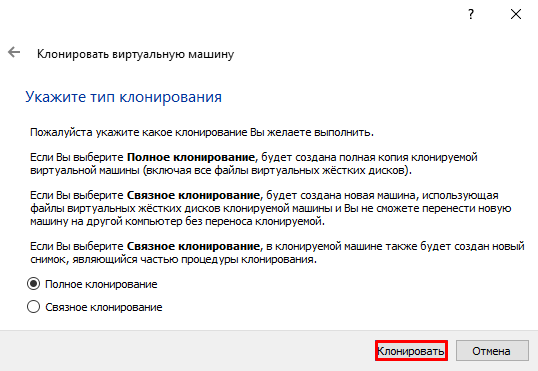 ?
Клонировать виртуальную машину
Укажите тип клонирования
Пожалуйста укажите какое клонирование Вы желаете выполнить.
Если Вы выберите Полное клонирование, будет создана полная копия клонируемой
виртуальной машины (включая все файлы виртуальных жёстких дисков).
Если Вы выберите Связное клонирование, будет создана новая машина, использующая
файлы виртуальных жёстких дисков клонируемой машины и Вы не сможете перенести новую
машину на другой компьютер без переноса клонируемой.
Если Вы выберите Связное клонирование, в клонируемой машине также будет создан новый
снимок, являющийся частью процедуры клонирования.
Полное клонирование
Связное клонирование
Клонировать
Отмена